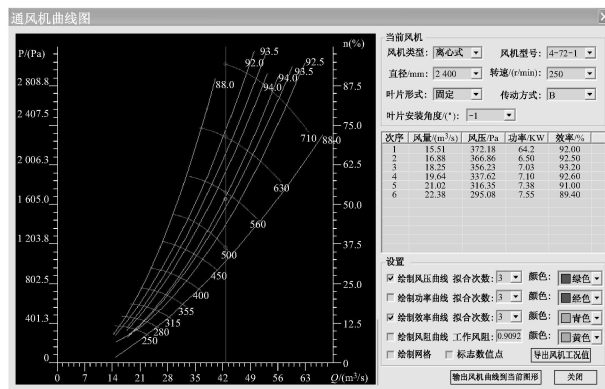 通风机曲线图
P/(Pa)
2 808.8
2 407.5
2 006.3
1 605.0
1 203.8
802.5
401.3
0
n(%)
87.5
75.0
62.5
50.0
37.5
25.0
12.5
0 7 14 21 28 35 42 49 56 63 70 Q/(m³/s)
88.0
92.0
93.5
94.0
94.0
93.5
92.5
88.0
710
630
560
500
450
400
355
315
280
250
当前风机
风机类型: 离心式 风机型号: 4-72-1
直径/mm: 2 400 转速/(r/min): 250
叶片形式: 固定 传动方式: B
叶片安装角度/(°): -1
次序 风量/(m³/s) 风压/Pa 功率/KW 效率/%
1 15.51 372.18 64.2 92.00
2 16.88 366.86 6.50 92.50
3 18.25 356.23 7.03 93.20
4 19.64 337.62 7.10 92.60
5 21.02 316.35 7.38 91.00
6 22.38 295.08 7.55 89.40
设置
绘制风压曲线 拟合次数: 3 颜色: 绿色
绘制功率曲线 拟合次数: 3 颜色:
绘制效率曲线 拟合次数: 3 颜色: 青色
绘制风阻曲线 工作风阻: 0.9092 颜色: 黄色
绘制网格 标志数值点 导出风机工况值
输出风机曲线到当前图形 关闭